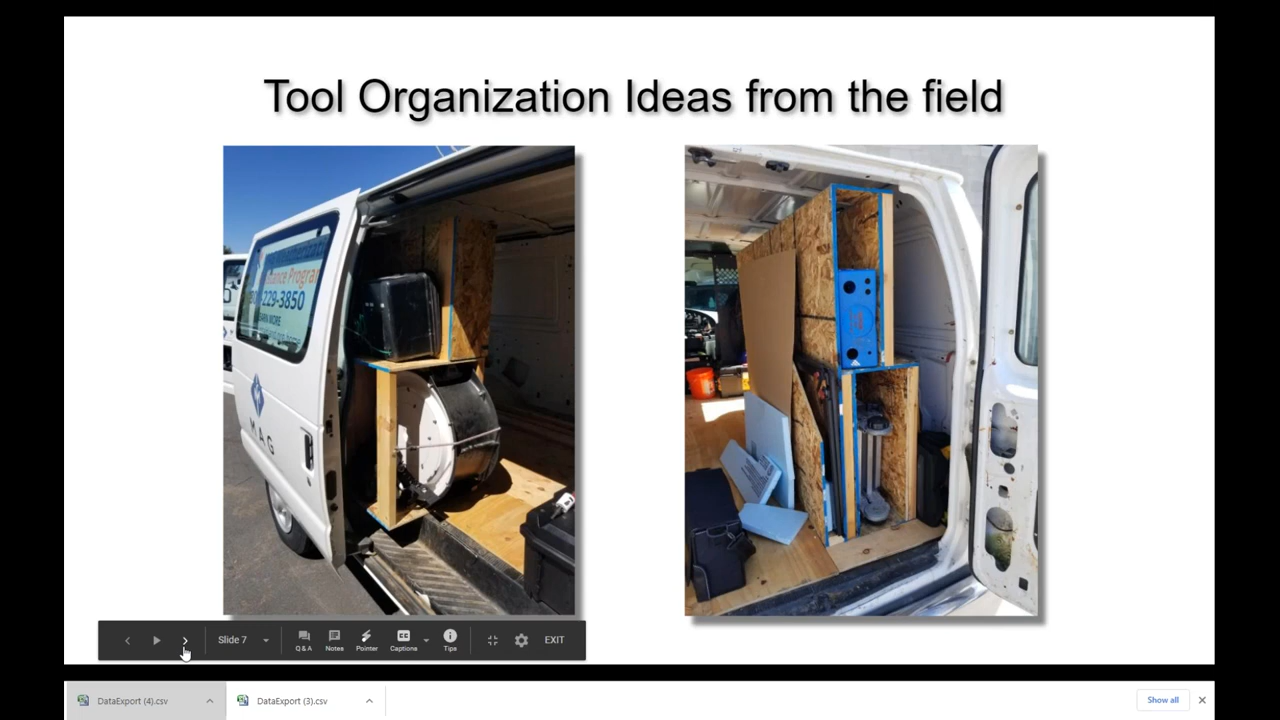 Tool Organization Ideas from the field
229-3850
MAG
Slide 7
Q & A
Notes
Pointer
Captions
Tips
EXIT
DataExport (4).csv
DataExport (3).csv
Show all